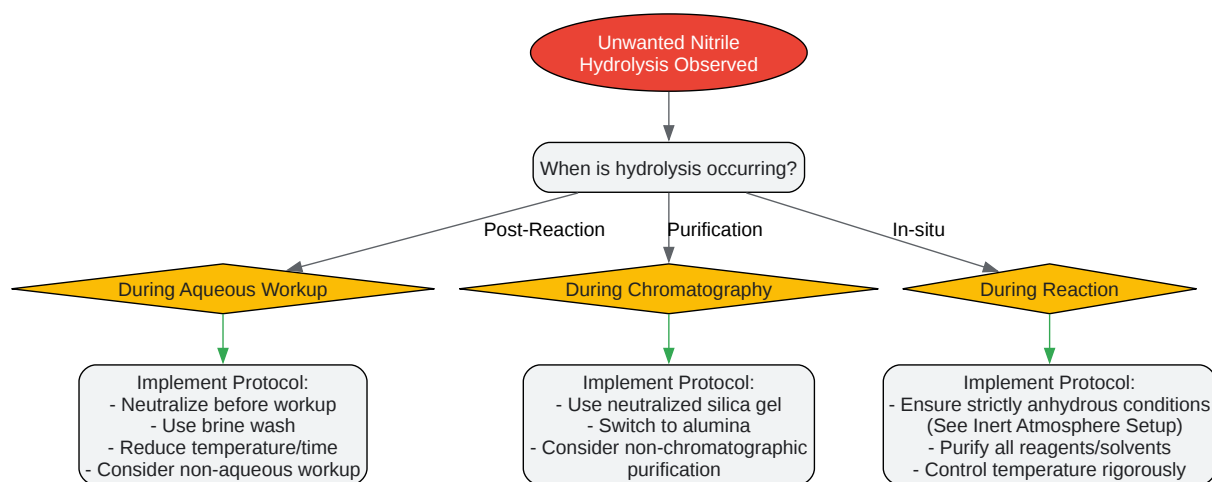 Unwanted Nitrile
Hydrolysis Observed
When is hydrolysis occurring?
Post-Reaction
Purification
In-situ
During Aqueous Workup
During Chromatography
During Reaction
Implement Protocol:
- Neutralize before workup
- Use brine wash
- Reduce temperature/time
- Consider non-aqueous workup
Implement Protocol:
- Use neutralized silica gel
- Switch to alumina
- Consider non-chromatographic
purification
Implement Protocol:
- Ensure strictly anhydrous conditions
(See Inert Atmosphere Setup)
- Purify all reagents/solvents
- Control temperature rigorously